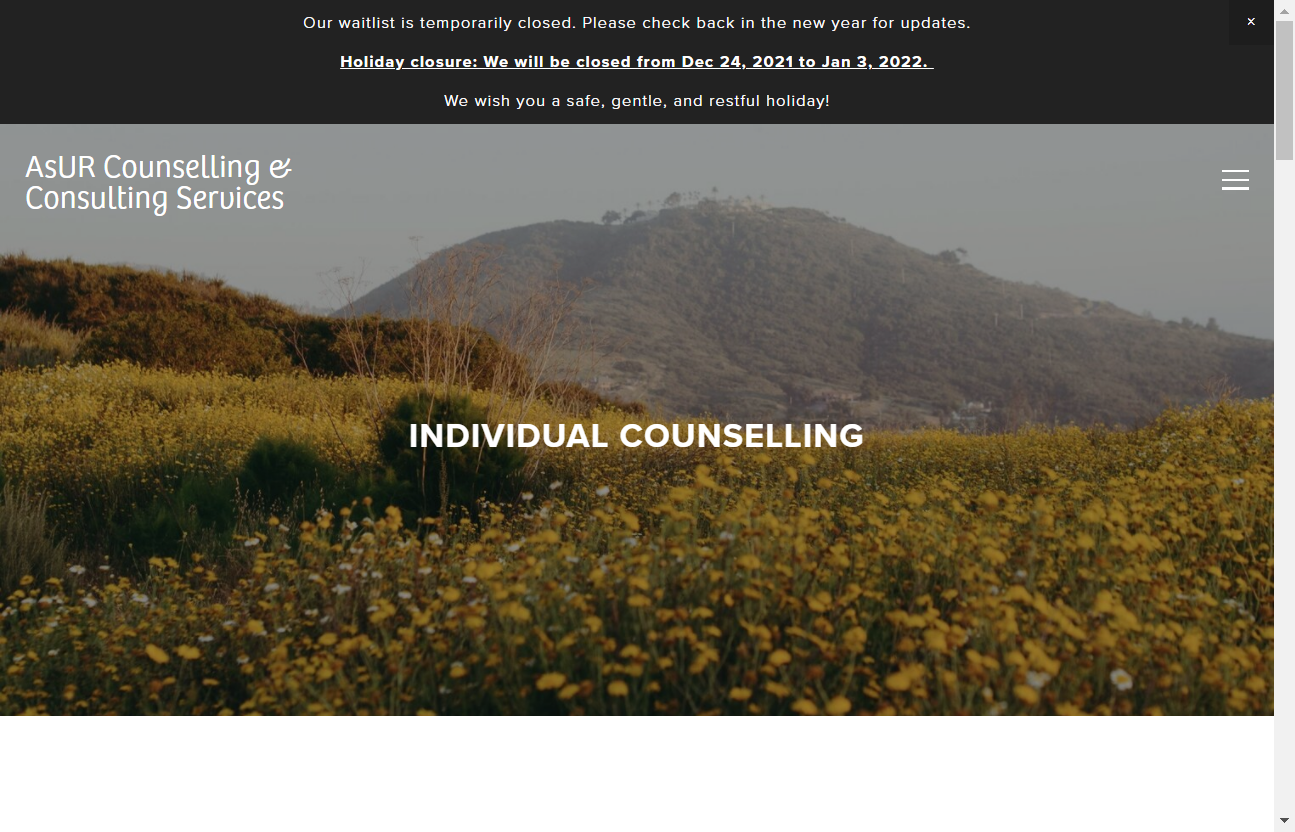 Our waitlist is temporarily closed. Please check back in the new year for updates.
Holiday closure: We will be closed from Dec 24, 2021 to Jan 3, 2022.
We wish you a safe, gentle, and restful holiday!
AsUR Counselling &
Consulting Services
INDIVIDUAL COUNSELLING